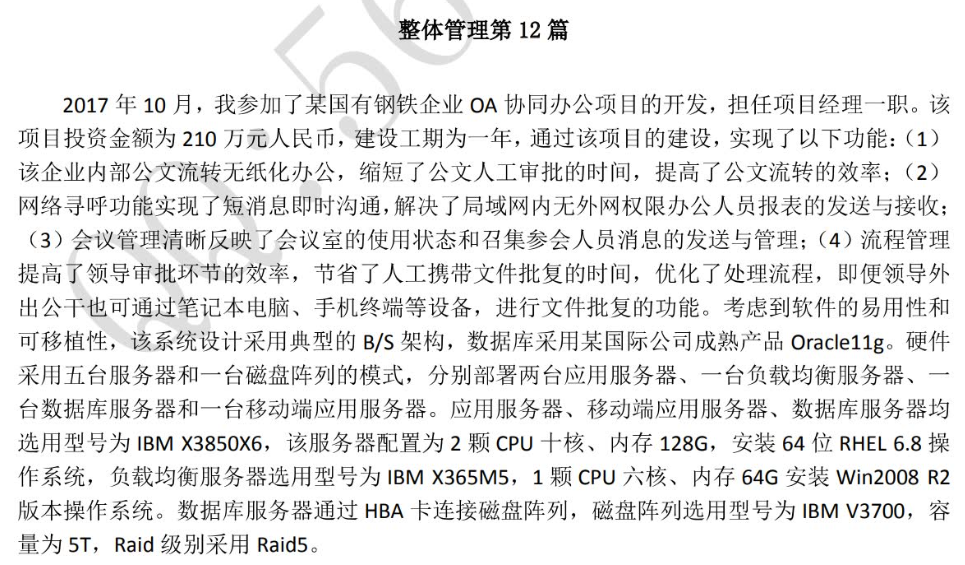 整体管理第 12 篇
2017 年 10 月，我参加了某国有钢铁企业 OA 协同办公项目的开发，担任项目经理一职。该
项目投资金额为 210 万元人民币，建设工期为一年，通过该项目的建设，实现了以下功能：（1）
该企业内部公文流转无纸化办公，缩短了公文人工审批的时间，提高了公文流转的效率；（2）
网络寻呼功能实现了短消息即时沟通，解决了局域网内无外网权限办公人员报表的发送与接收；
（3）会议管理清晰反映了会议室的使用状态和召集参会人员消息的发送与管理；（4）流程管理
提高了领导审批环节的效率，节省了人工携带文件批复的时间，优化了处理流程，即便领导外
出公干也可通过笔记本电脑、手机终端等设备，进行文件批复的功能。考虑到软件的易用性和
可移植性，该系统设计采用典型的 B/S 架构，数据库采用某国际公司成熟产品 Oracle11g。硬件
采用五台服务器和一台磁盘阵列的模式，分别部署两台应用服务器、一台负载均衡服务器、一
台数据库服务器和一台移动端应用服务器。应用服务器、移动端应用服务器、数据库服务器均
选用型号为 IBM X3850X6，该服务器配置为 2 颗 CPU 十核、内存 128G，安装 64 位 RHEL 6.8 操
作系统，负载均衡服务器选用型号为 IBM X365M5，1 颗 CPU 六核、内存 64G 安装 Win2008 R2
版本操作系统。数据库服务器通过 HBA 卡连接磁盘阵列，磁盘阵列选用型号为 IBM V3700，容
量为 5T，Raid 级别采用 Raid5。
QQ:56